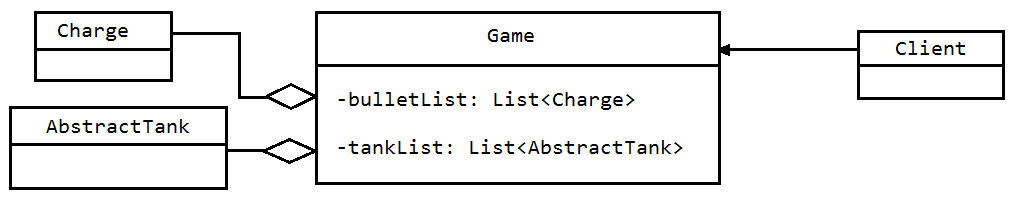 Charge
Game
Client
-bulletList: List<Charge>
AbstractTank
-tankList: List<AbstractTank>